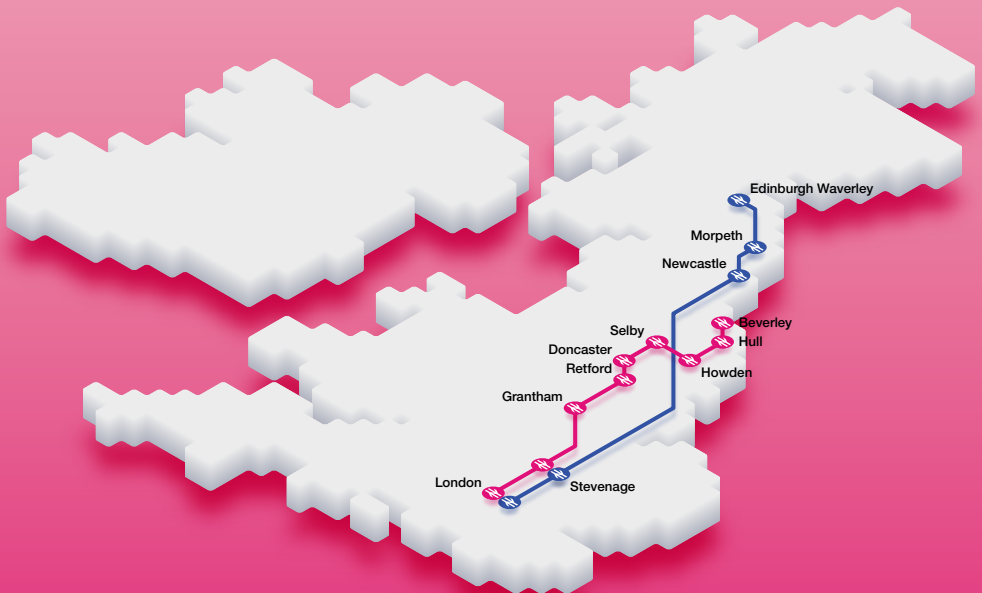 Edinburgh Waverley
Morpeth
Newcastle
Beverley
Selby
Hull
Doncaster
Retford
Howden
Grantham
London
Stevenage